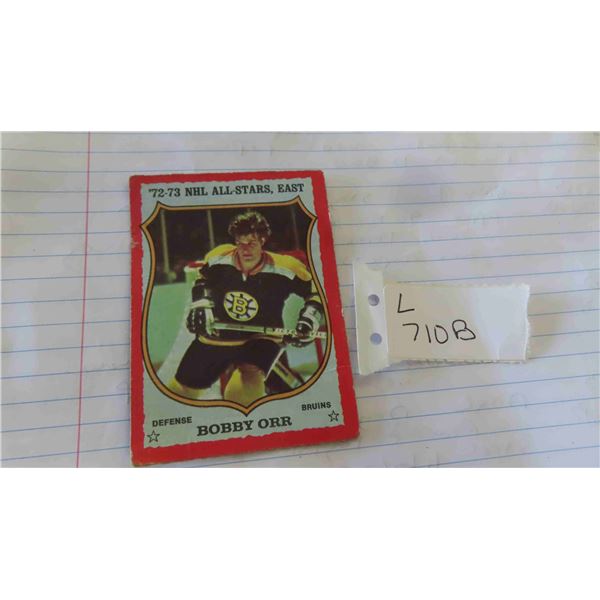 '72-73 NHL ALL-STARS, EAST
B
DEFENSE
BRUINS
BOBBY ORR
L
710B